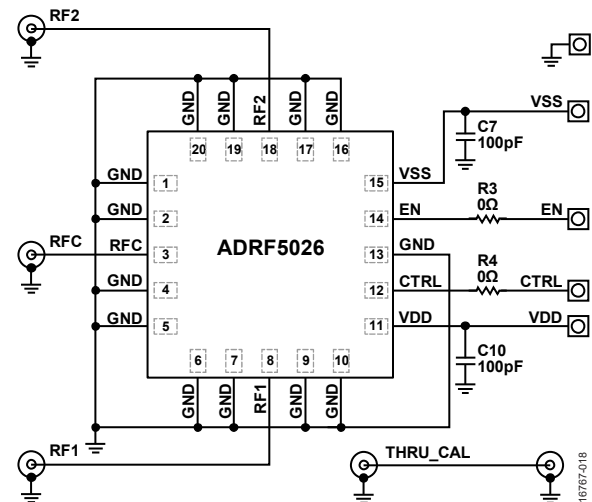 RF2
GND
GND
RF2
GND
GND
20
19
18
17
16
VSS
C7
100pF
GND
1
15
VSS
R3
0Ω
GND
2
14
EN
EN
RFC
RFC
3
ADRF5026
13
GND
R4
0Ω
GND
4
12
CTRL
CTRL
GND
5
11
VDD
VDD
C10
100pF
6
7
8
9
10
GND
GND
RF1
GND
GND
RF1
THRU_CAL
16767-018